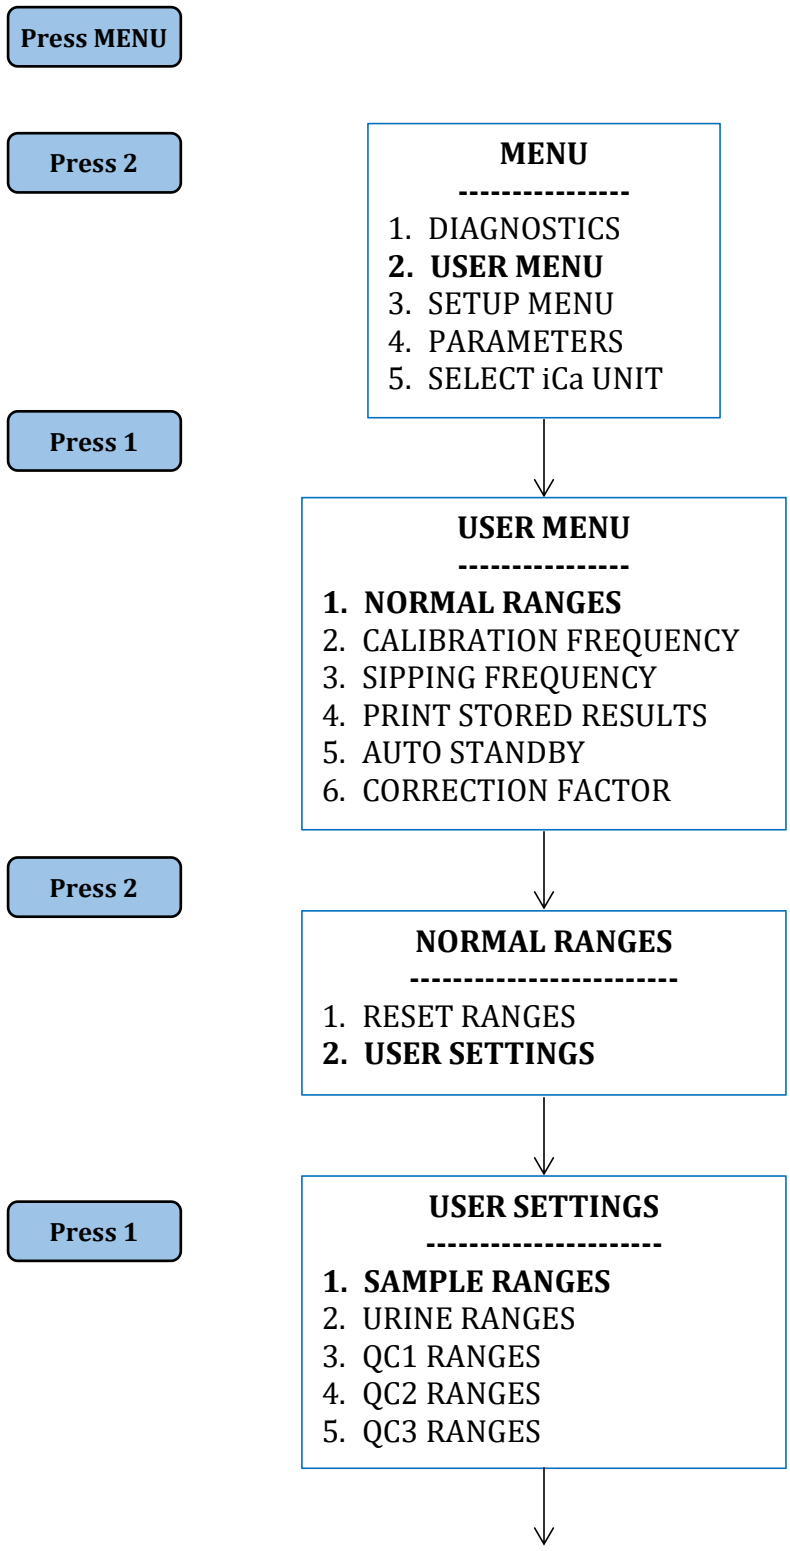 Press MENU
Press 2
MENU
----------------
1. DIAGNOSTICS
2. USER MENU
3. SETUP MENU
4. PARAMETERS
5. SELECT iCa UNIT
Press 1
USER MENU
----------------
1. NORMAL RANGES
2. CALIBRATION FREQUENCY
3. SIPPING FREQUENCY
4. PRINT STORED RESULTS
5. AUTO STANDBY
6. CORRECTION FACTOR
Press 2
NORMAL RANGES
-------------------------
1. RESET RANGES
2. USER SETTINGS
Press 1
USER SETTINGS
----------------------
1. SAMPLE RANGES
2. URINE RANGES
3. QC1 RANGES
4. QC2 RANGES
5. QC3 RANGES